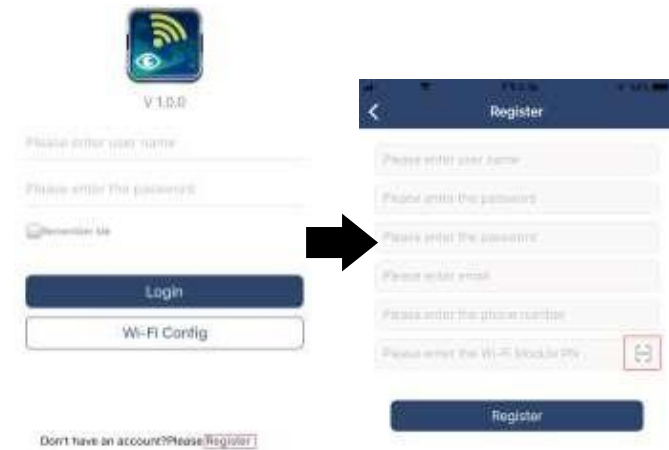 V 1.0.0
Please enter user name
Please enter the password
Remember Me
Login
Wi-Fi Config
Don't have an account?Please Register
Register
Please enter user name
Please enter the password
Please enter the password
Please enter email
Please enter the phone number
Please enter the Wi-Fi Module PN
Register